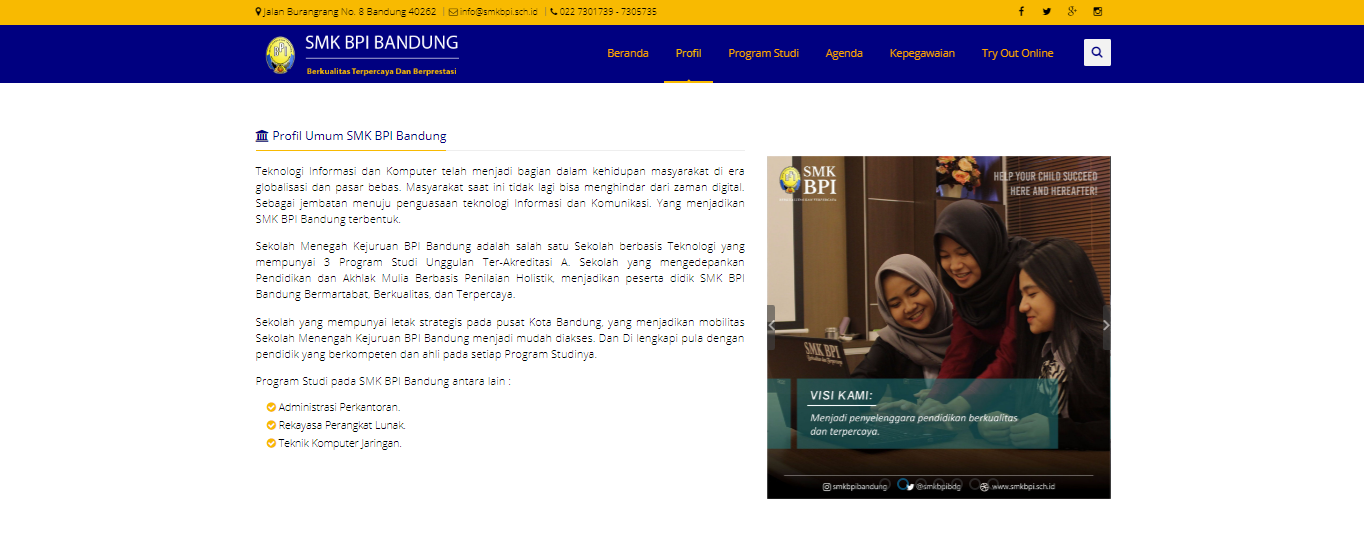 Jalan Burangrang No. 8 Bandung 40262 | info@smkbpi.sch.id | 022 7301739 - 7305735
SMK BPI BANDUNG
Berkualitas Terpercaya Dan Berprestasi
Beranda Profil Program Studi Agenda Kepegawaian Try Out Online
Profil Umum SMK BPI Bandung
Teknologi Informasi dan Komputer telah menjadi bagian dalam kehidupan masyarakat di era
globalisasi dan pasar bebas. Masyarakat saat ini tidak lagi bisa menghindar dari zaman digital.
Sebagai jembatan menuju penguasaan teknologi Informasi dan Komunikasi. Yang menjadikan
SMK BPI Bandung terbentuk.
Sekolah Menegah Kejuruan BPI Bandung adalah salah satu Sekolah berbasis Teknologi yang
mempunyai 3 Program Studi Unggulan Ter-Akreditasi A. Sekolah yang mengedepankan
Pendidikan dan Akhlak Mulia Berbasis Penilaian Holistik, menjadikan peserta didik SMK BPI
Bandung Bermartabat, Berkualitas, dan Terpercaya.
Sekolah yang mempunyai letak strategis pada pusat Kota Bandung, yang menjadikan mobilitas
Sekolah Menengah Kejuruan BPI Bandung menjadi mudah diakses. Dan Di lengkapi pula dengan
pendidik yang berkompeten dan ahli pada setiap Program Studinya.
Program Studi pada SMK BPI Bandung antara lain :
Administrasi Perkantoran.
Rekayasa Perangkat Lunak.
Teknik Komputer Jaringan.
SMK
BPI
HELP YOUR CHILD SUCCEED
HERE AND HEREAFTER!
SMK BPI
VISI KAMI:
Menjadi penyelenggara pendidikan berkualitas
dan terpercaya.
smkbpibandung @smkbpibdg www.smkbpi.sch.id